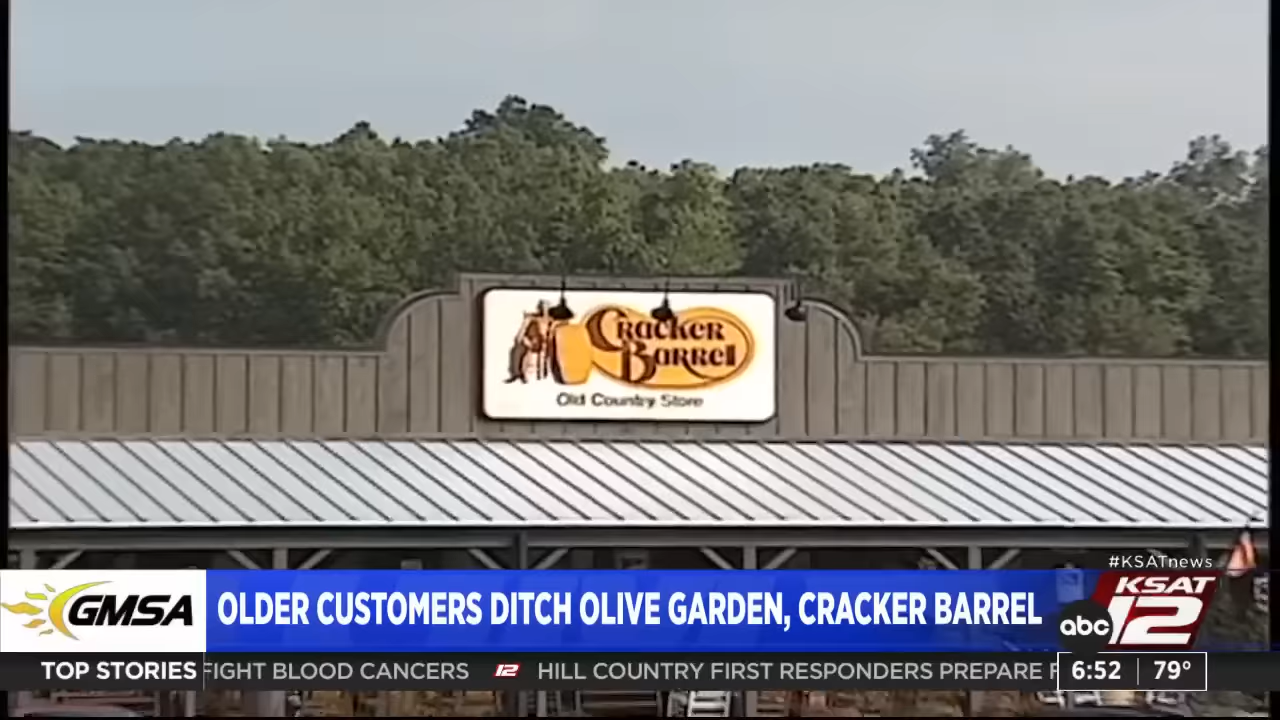 CRACKER
BARREL
Old Country Store
#KSATnews
GMSA
OLDER CUSTOMERS DITCH OLIVE GARDEN, CRACKER BARREL
abc
KSAT
12
TOP STORIES
FIGHT BLOOD CANCERS 12 HILL COUNTRY FIRST RESPONDERS PREPARE F
6:52 79°